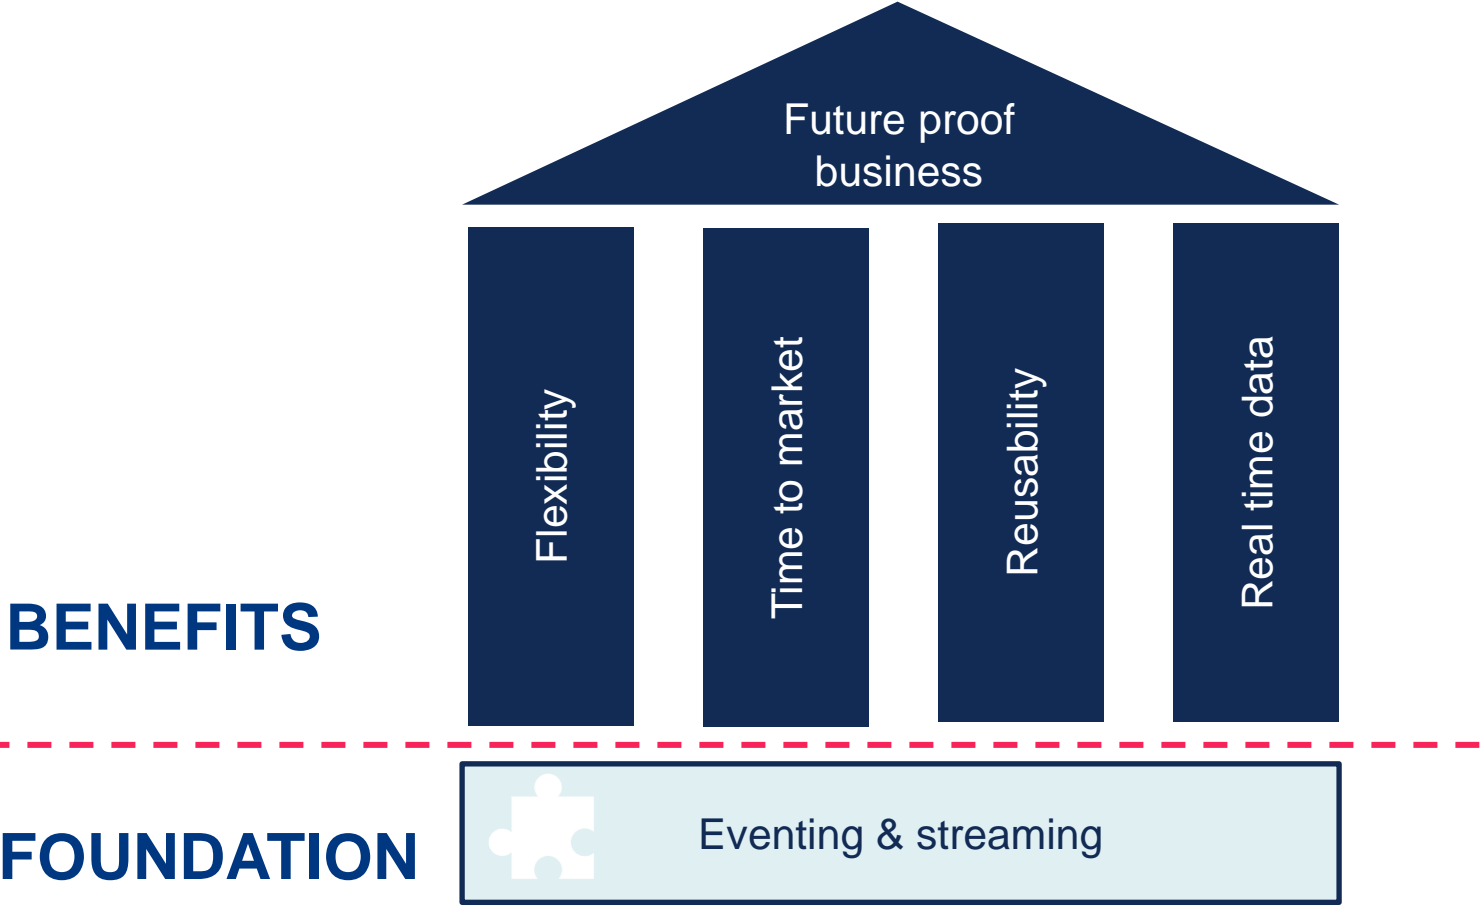 Future proof
business
Flexibility
Time to market
Reusability
Real time data
BENEFITS
Eventing & streaming
FOUNDATION